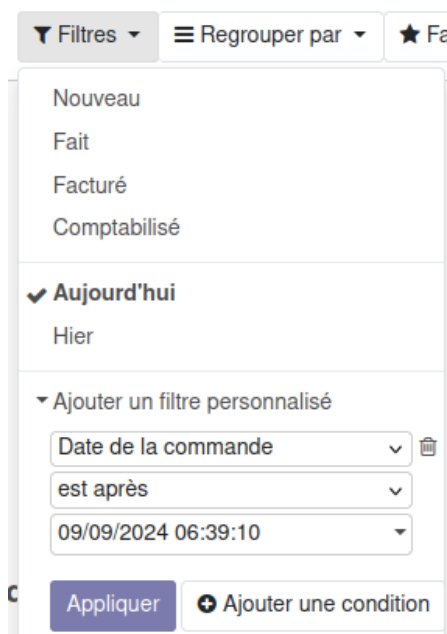 Filtres Regrouper par Fa
Nouveau
Fait
Facturé
Comptabilisé
Aujourd'hui
Hier
Ajouter un filtre personnalisé
Date de la commande
est après
09/09/2024 06:39:10
Appliquer Ajouter une condition